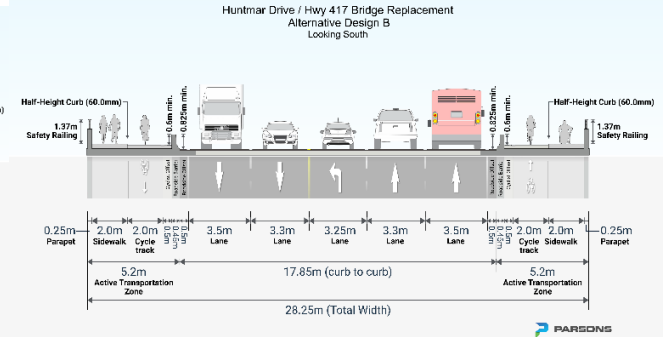 Huntmar Drive / Hwy 417 Bridge Replacement
Alternative Design B
Looking South
Half-Height Curb (60.0mm)
1.37m
Safety Railing
0.6m min.
0.825m min.
0.825m min.
0.6m min.
Half-Height Curb (60.0mm)
1.37m
Safety Railing
0.25m
Parapet
2.0m
Sidewalk
2.0m
Cycle
track
0.5m
0.45m
0.5m
3.5m
Lane
3.3m
Lane
3.25m
Lane
3.3m
Lane
3.5m
Lane
0.5m
0.45m
0.5m
2.0m
Cycle
track
2.0m
Sidewalk
0.25m
Parapet
5.2m
Active Transportation
Zone
17.85m (curb to curb)
5.2m
Active Transportation
Zone
28.25m (Total Width)
PARSONS